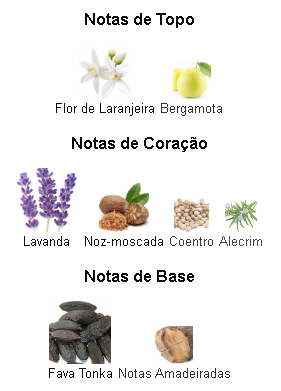 Notas de Topo
Flor de Laranjeira Bergamota
Notas de Coração
Lavanda Noz-moscada Coentro Alecrim
Notas de Base
Fava Tonka Notas Amadeiradas